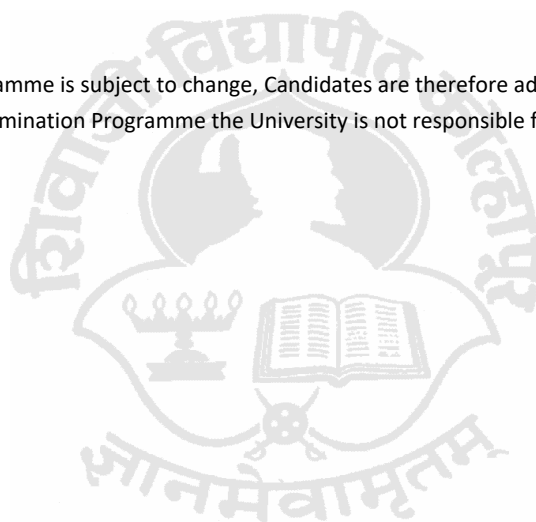 amme is subject to change, Candidates are therefore ad
mination Programme the University is not responsible f
शिवाजी विद्यापीठ कोल्हापूर
ज्ञानमेवामृतम्